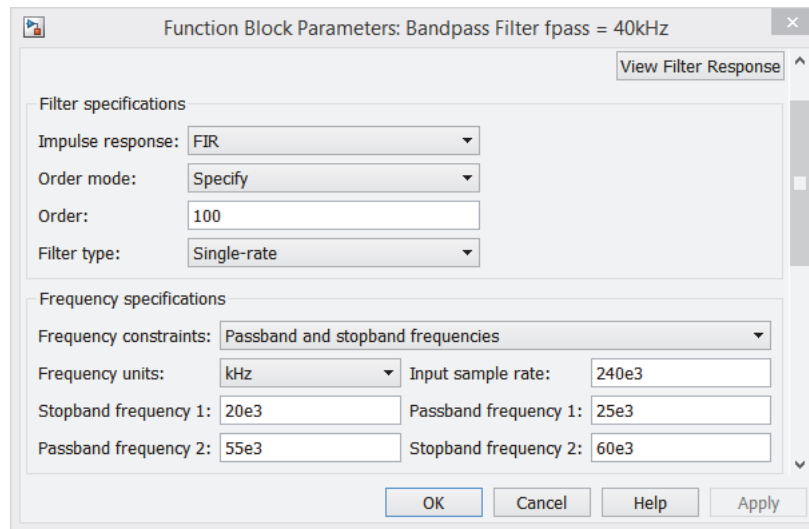 Function Block Parameters: Bandpass Filter fpass = 40kHz
View Filter Response
Filter specifications
Impulse response: FIR
Order mode: Specify
Order: 100
Filter type: Single-rate
Frequency specifications
Frequency constraints: Passband and stopband frequencies
Frequency units: kHz Input sample rate: 240e3
Stopband frequency 1: 20e3 Passband frequency 1: 25e3
Passband frequency 2: 55e3 Stopband frequency 2: 60e3
OK Cancel Help Apply